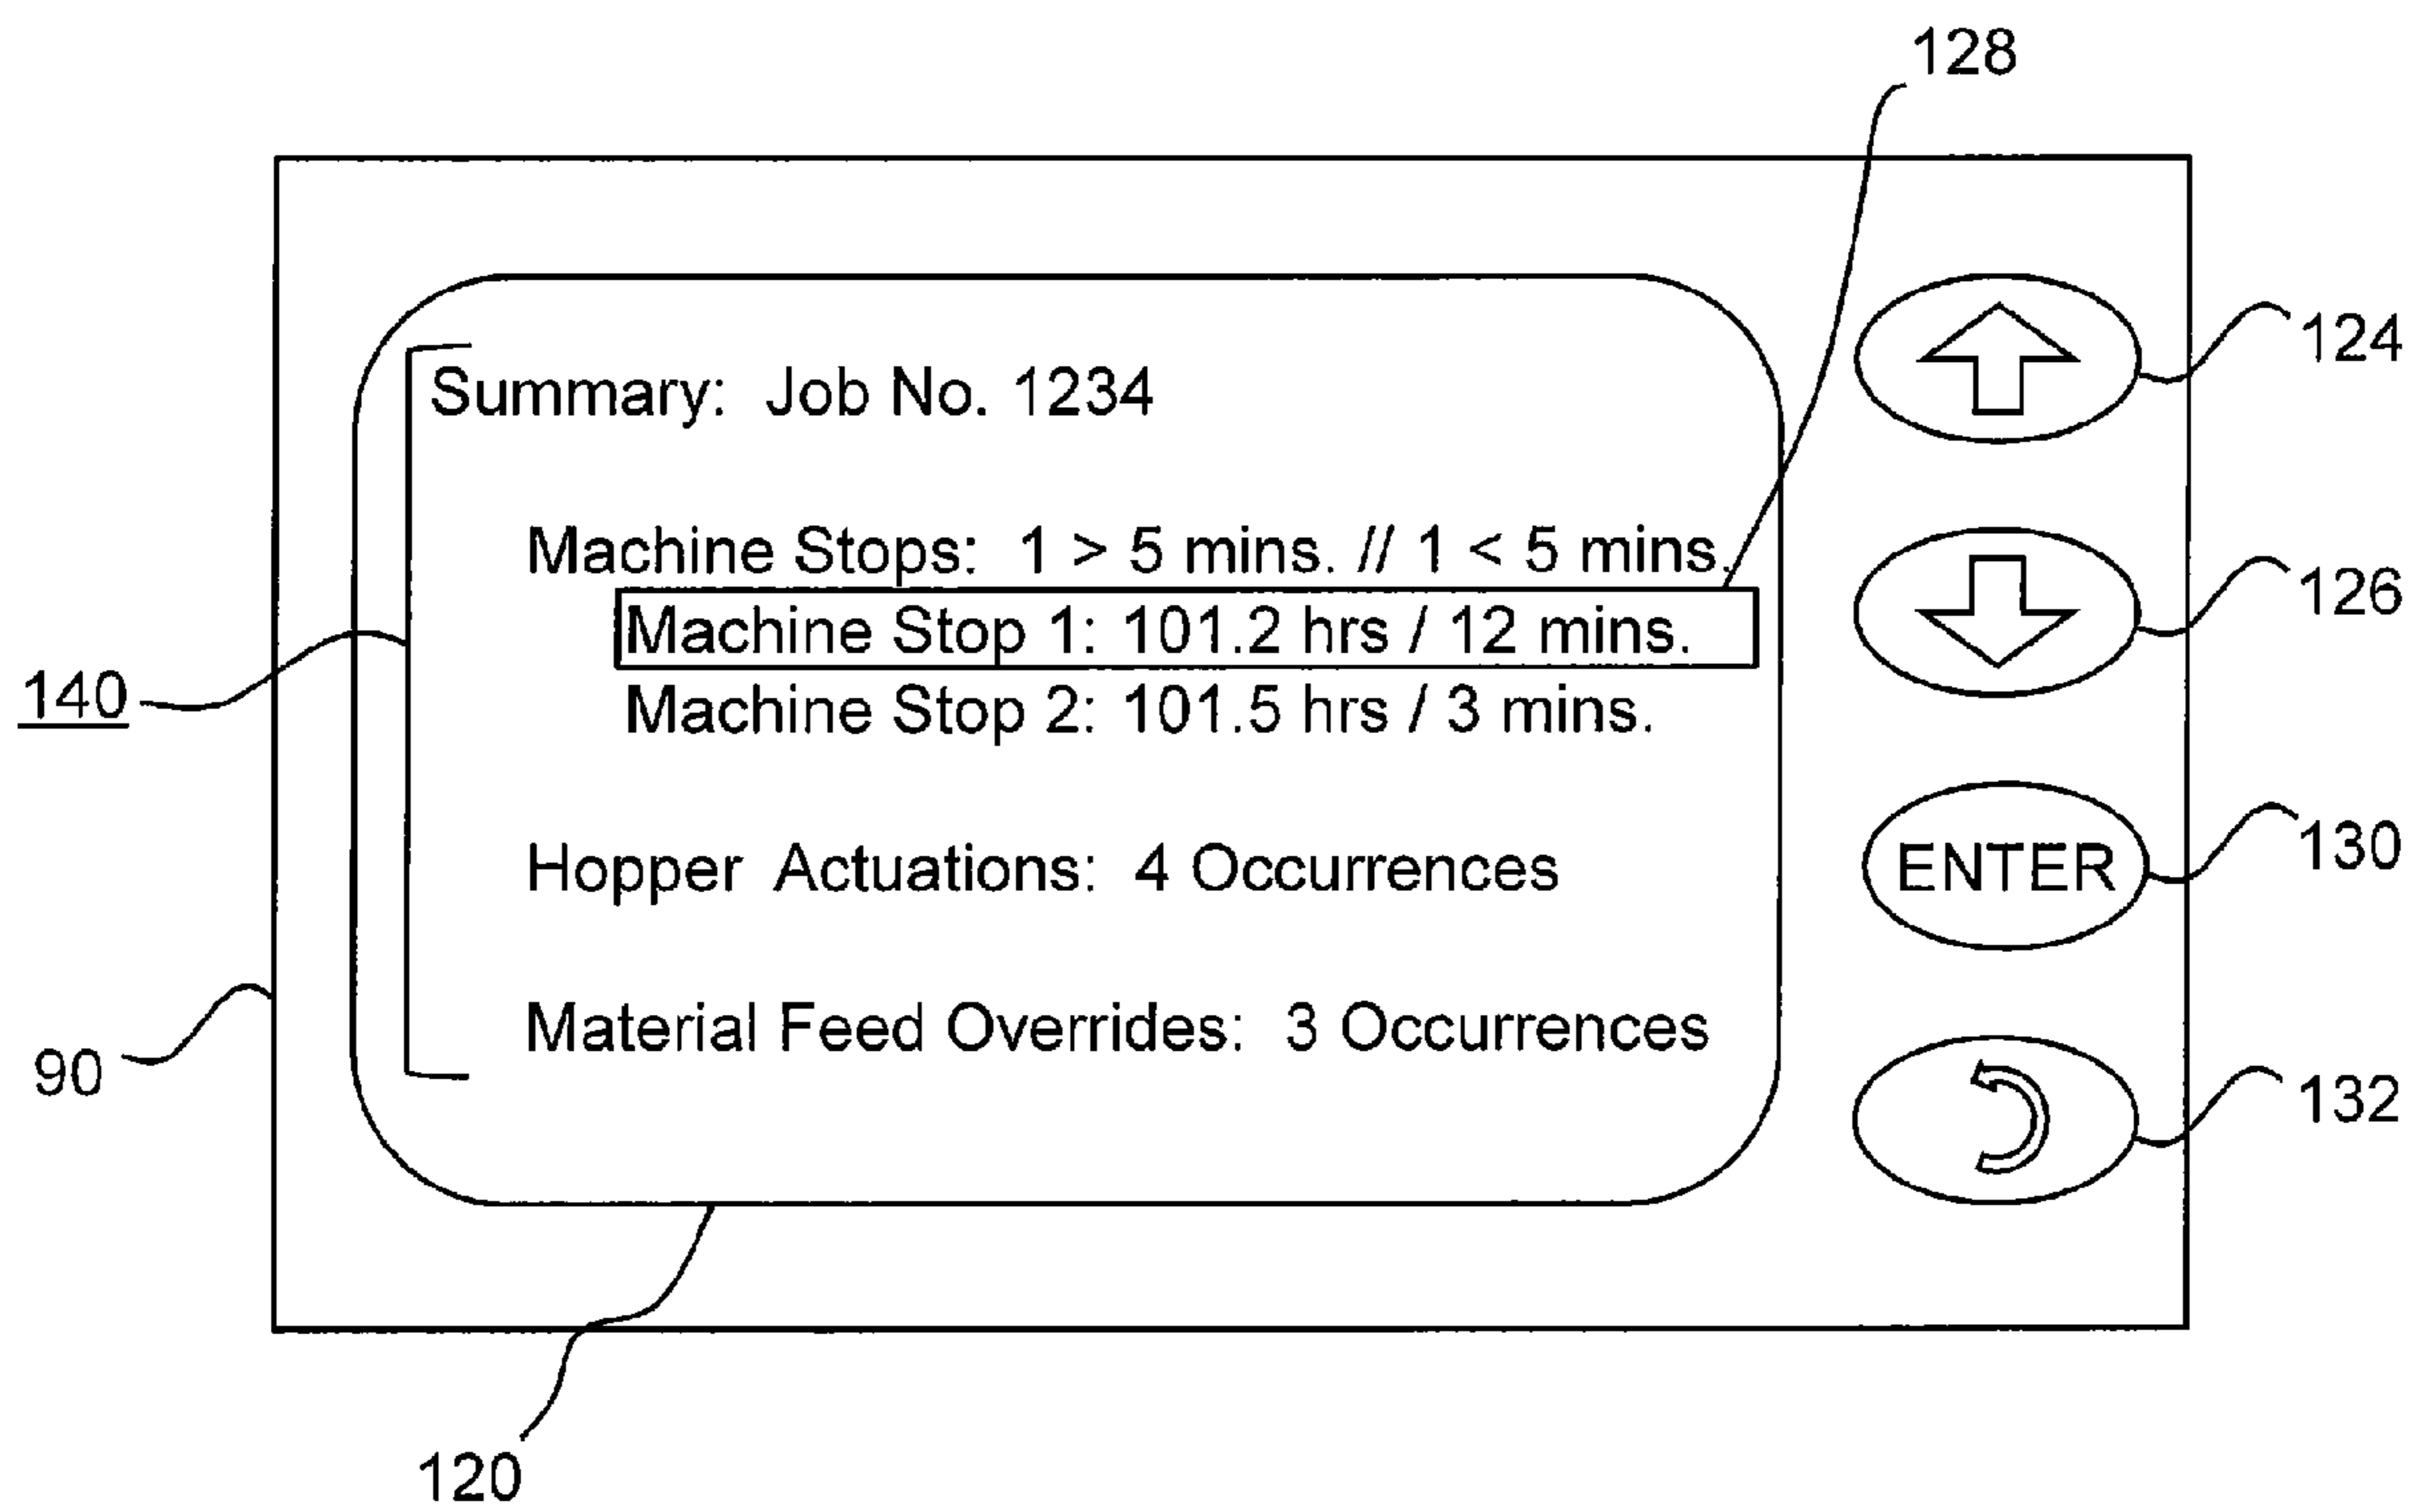 128
Summary: Job No. 1234
124
Machine Stops: 1 > 5 mins. // 1 < 5 mins.
126
Machine Stop 1: 101.2 hrs / 12 mins.
140
Machine Stop 2: 101.5 hrs / 3 mins.
ENTER
130
Hopper Actuations: 4 Occurrences
Material Feed Overrides: 3 Occurrences
90
132
120